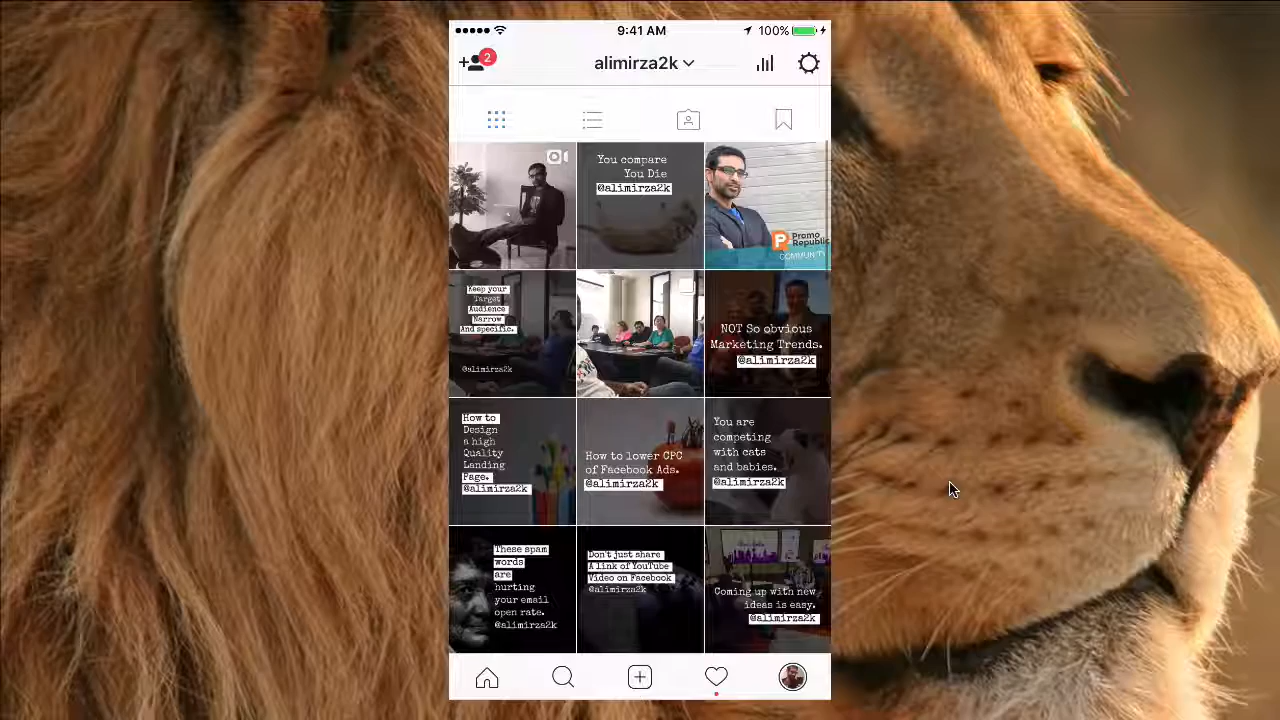 9:41 AM
100%
2
alimirza2k
You compare
You Die
@alimirza2k
P
Promo
Republic
COMMUNITY
Keep your
Target
Audience
Narrow
And specific.
@alimirza2k
NOT So obvious
Marketing Trends.
@alimirza2k
How to
Design
a high
Quality
Landing
Page.
@alimirza2k
How to lower CPC
of Facebook Ads.
@alimirza2k
You are
competing
with cats
and babies.
@alimirza2k
These spam
words
are
hurting
your email
open rate.
@alimirza2k
Don't just share
A link of YouTube
Video on Facebook
@alimirza2k
Coming up with new
ideas is easy.
@alimirza2k